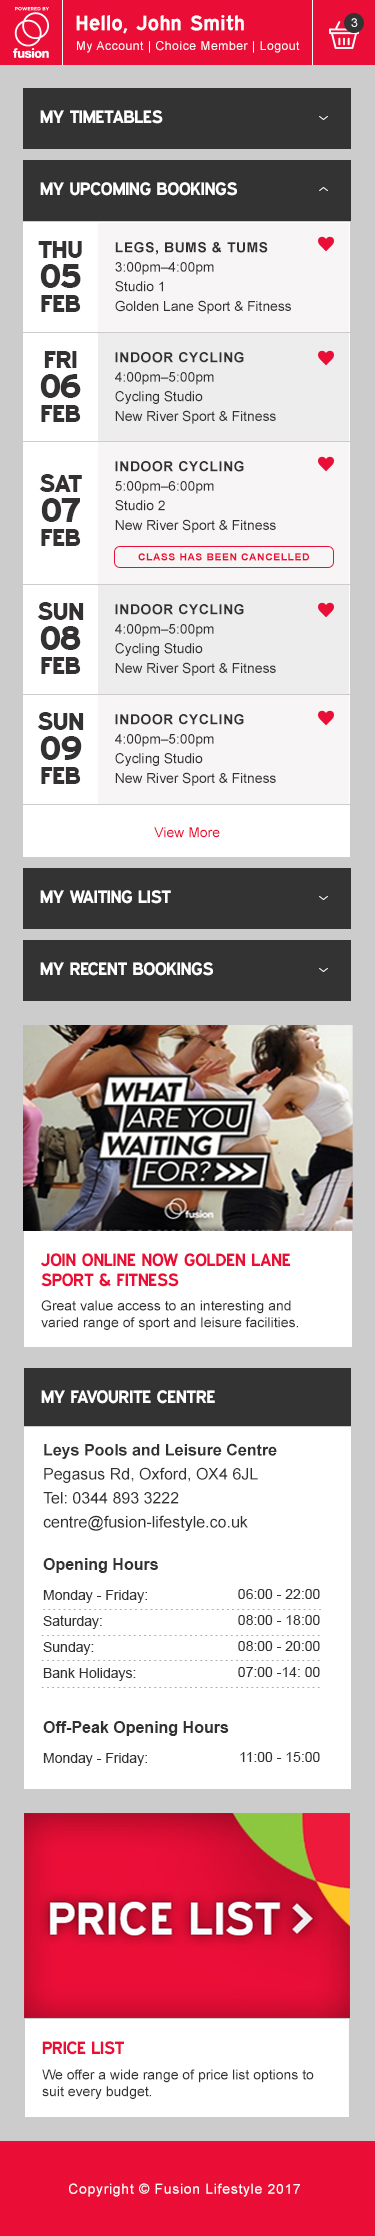 POWERED BY
fusion
Hello, John Smith
My Account | Choice Member | Logout
3
MY TIMETABLES
MY UPCOMING BOOKINGS
THU
05
FEB
LEGS, BUMS & TUMS
3:00pm–4:00pm
Studio 1
Golden Lane Sport & Fitness
FRI
06
FEB
INDOOR CYCLING
4:00pm–5:00pm
Cycling Studio
New River Sport & Fitness
SAT
07
FEB
INDOOR CYCLING
5:00pm–6:00pm
Studio 2
New River Sport & Fitness
CLASS HAS BEEN CANCELLED
SUN
08
FEB
INDOOR CYCLING
4:00pm–5:00pm
Cycling Studio
New River Sport & Fitness
SUN
09
FEB
INDOOR CYCLING
4:00pm–5:00pm
Cycling Studio
New River Sport & Fitness
View More
MY WAITING LIST
MY RECENT BOOKINGS
WHAT
ARE YOU
WAITING
FOR?>>>
fusion
JOIN ONLINE NOW GOLDEN LANE
SPORT & FITNESS
Great value access to an interesting and
varied range of sport and leisure facilities.
MY FAVOURITE CENTRE
Leys Pools and Leisure Centre
Pegasus Rd, Oxford, OX4 6JL
Tel: 0344 893 3222
centre@fusion-lifestyle.co.uk
Opening Hours
Monday - Friday: 06:00 - 22:00
Saturday: 08:00 - 18:00
Sunday: 08:00 - 20:00
Bank Holidays: 07:00 -14: 00
Off-Peak Opening Hours
Monday - Friday: 11:00 - 15:00
PRICE LIST >
PRICE LIST
We offer a wide range of price list options to
suit every budget.
Copyright © Fusion Lifestyle 2017